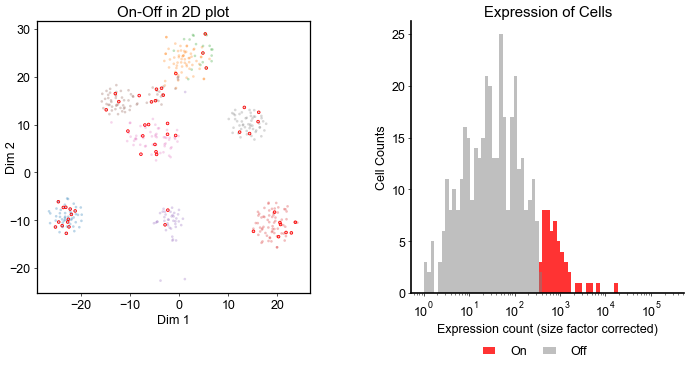 On-Off in 2D plot
30
20
10
0
−10
−20
−20 −10 0 10 20
Dim 1
Dim 2
Expression of Cells
25
20
15
10
5
0
10^0 10^1 10^2 10^3 10^4 10^5
Expression count (size factor corrected)
Cell Counts
On Off